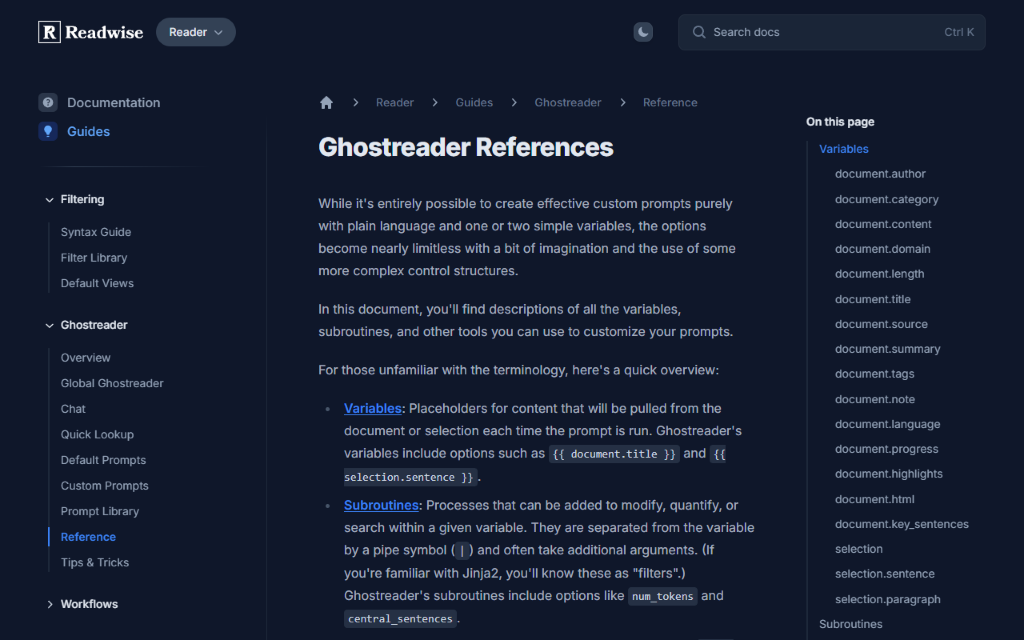 R Readwise
Reader
Search docs
Ctrl K
Documentation
Guides
Filtering
Syntax Guide
Filter Library
Default Views
Ghostreader
Overview
Global Ghostreader
Chat
Quick Lookup
Default Prompts
Custom Prompts
Prompt Library
Reference
Tips & Tricks
Workflows
Reader
Guides
Ghostreader
Reference
Ghostreader References
While it's entirely possible to create effective custom prompts purely
with plain language and one or two simple variables, the options
become nearly limitless with a bit of imagination and the use of some
more complex control structures.
In this document, you'll find descriptions of all the variables,
subroutines, and other tools you can use to customize your prompts.
For those unfamiliar with the terminology, here's a quick overview:
• Variables: Placeholders for content that will be pulled from the
document or selection each time the prompt is run. Ghostreader's
variables include options such as {{ document.title }} and {{
selection.sentence }}.
• Subroutines: Processes that can be added to modify, quantify, or
search within a given variable. They are separated from the variable
by a pipe symbol (|) and often take additional arguments. (If
you're familiar with Jinja2, you'll know these as "filters".)
Ghostreader's subroutines include options like num_tokens and
central_sentences.
On this page
Variables
document.author
document.category
document.content
document.domain
document.length
document.title
document.source
document.summary
document.tags
document.note
document.language
document.progress
document.highlights
document.html
document.key_sentences
selection
selection.sentence
selection.paragraph
Subroutines